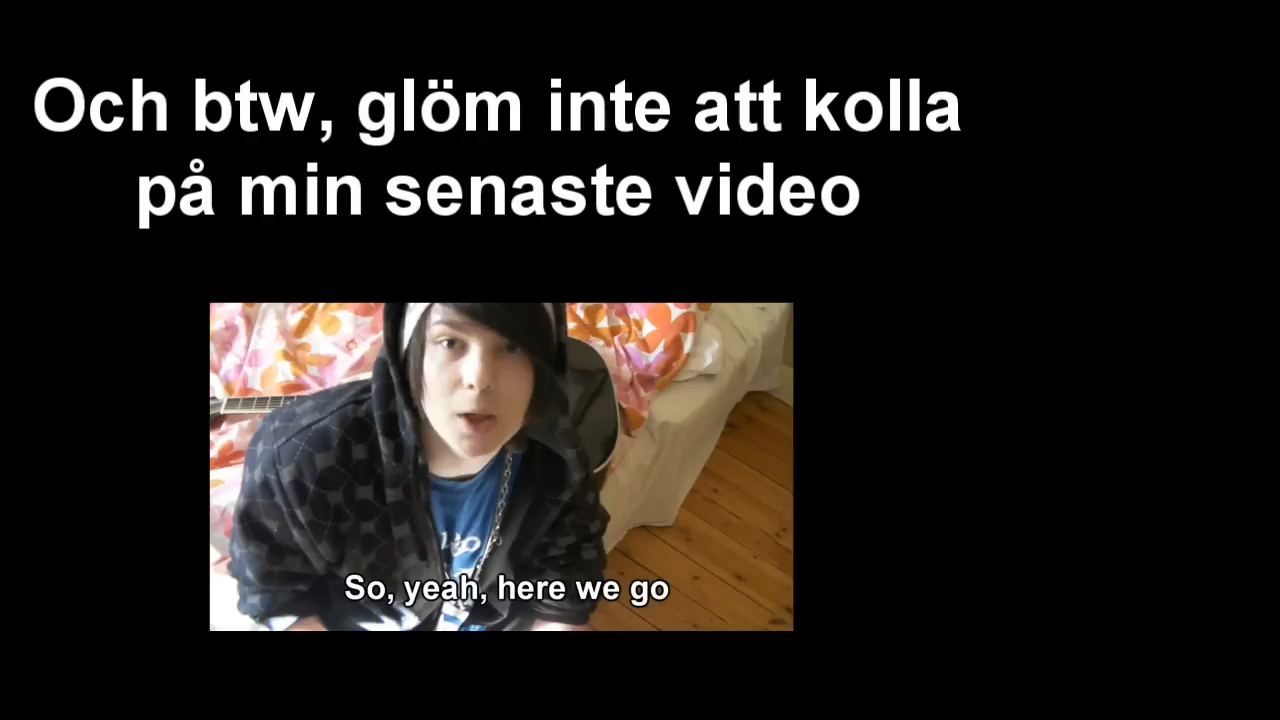 Och btw, glöm inte att kolla
på min senaste video
So, yeah, here we go